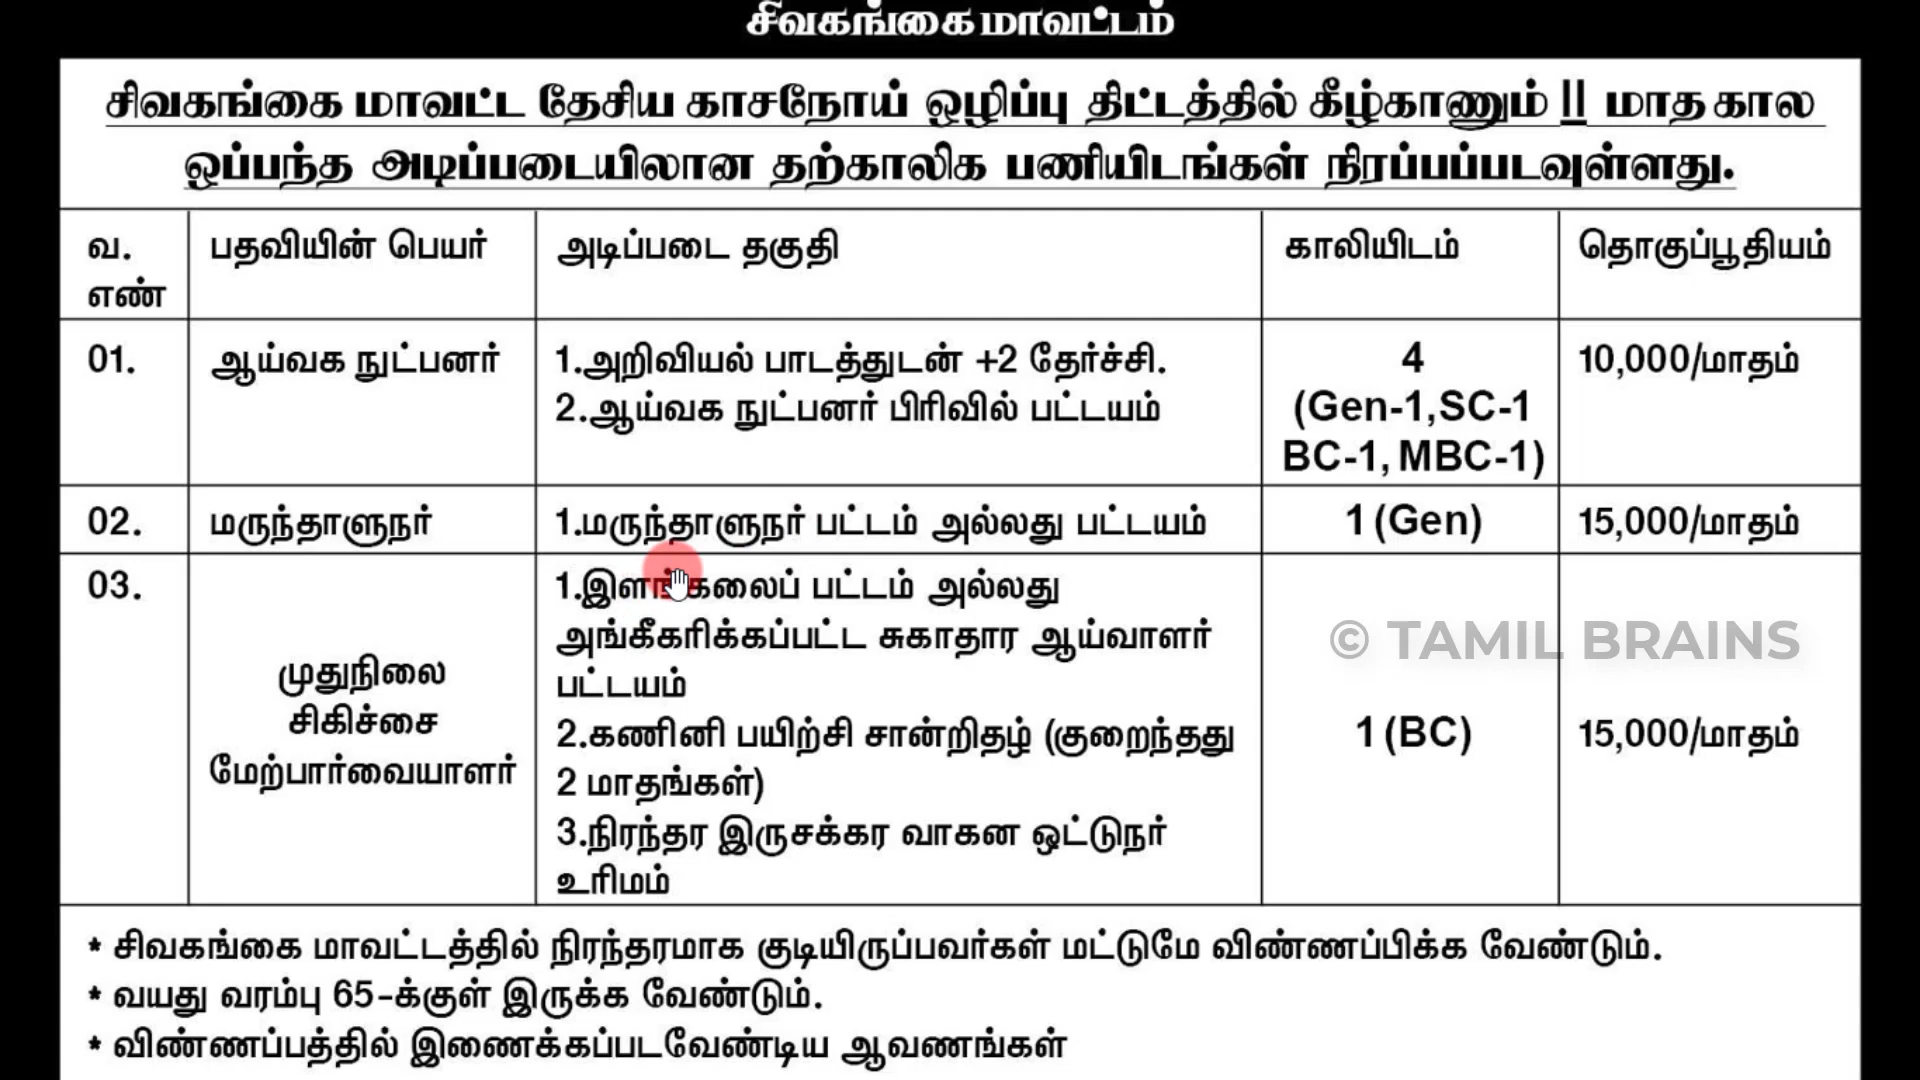 சிவகங்கை மாவட்டம்
சிவகங்கை மாவட்ட தேசிய காசநோய் ஒழிப்பு திட்டத்தில் கீழ்காணும் 11 மாத கால
ஒப்பந்த அடிப்படையிலான தற்காலிக பணியிடங்கள் நிரப்பப்படவுள்ளது.
வ.
எண்
பதவியின் பெயர்
அடிப்படை தகுதி
காலியிடம்
தொகுப்பூதியம்
01.
ஆய்வக நுட்பனர்
1.அறிவியல் பாடத்துடன் +2 தேர்ச்சி.
2.ஆய்வக நுட்பனர் பிரிவில் பட்டயம்
4
(Gen-1,SC-1
BC-1, MBC-1)
10,000/மாதம்
02.
மருந்தாளுநர்
1.மருந்தாளுநர் பட்டம் அல்லது பட்டயம்
1 (Gen)
15,000/மாதம்
03.
முதுநிலை
சிகிச்சை
மேற்பார்வையாளர்
1.இளங்கலைப் பட்டம் அல்லது
அங்கீகரிக்கப்பட்ட சுகாதார ஆய்வாளர்
பட்டயம்
2.கணினி பயிற்சி சான்றிதழ் (குறைந்தது
2 மாதங்கள்)
3.நிரந்தர இருசக்கர வாகன ஓட்டுநர்
உரிமம்
1 (BC)
15,000/மாதம்
© TAMIL BRAINS
* சிவகங்கை மாவட்டத்தில் நிரந்தரமாக குடியிருப்பவர்கள் மட்டுமே விண்ணப்பிக்க வேண்டும்.
* வயது வரம்பு 65-க்குள் இருக்க வேண்டும்.
* விண்ணப்பத்தில் இணைக்கப்படவேண்டிய ஆவணங்கள்